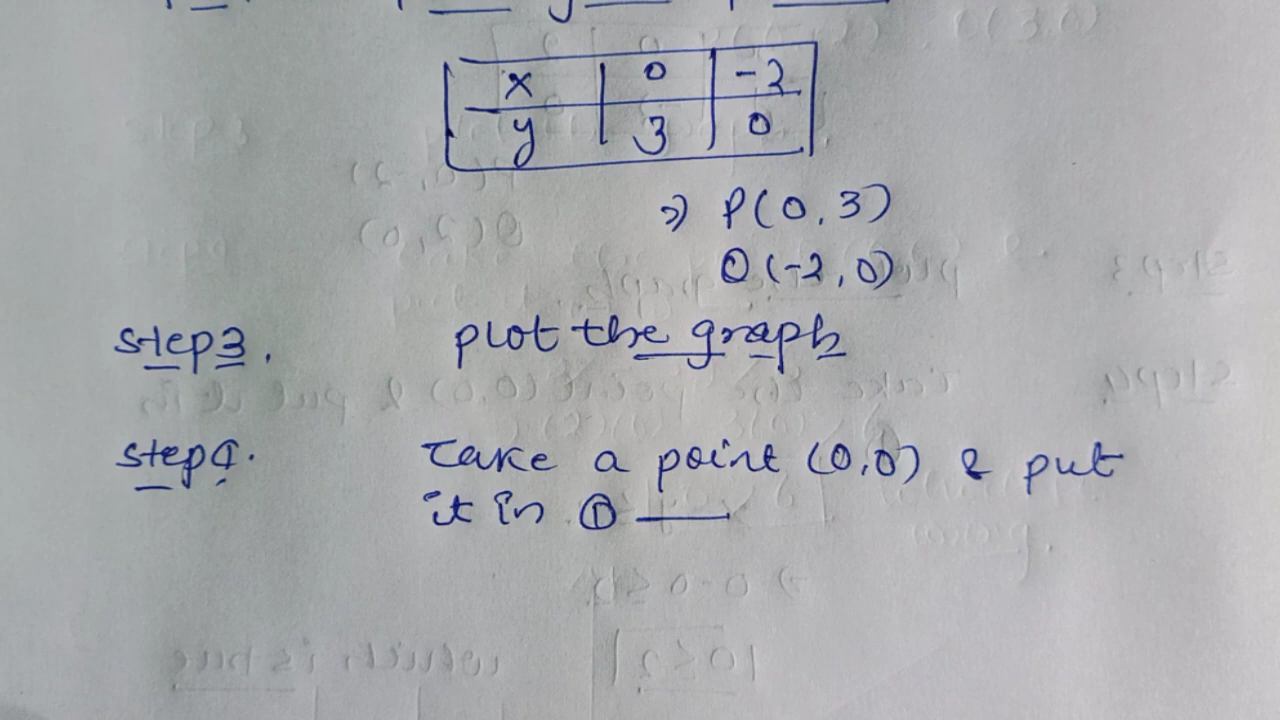 x 0 -2
y 3 0
⇒ P(0,3)
Q(-2,0)
step3. plot the graph
step4. Take a point (0,0) & put
it in ①